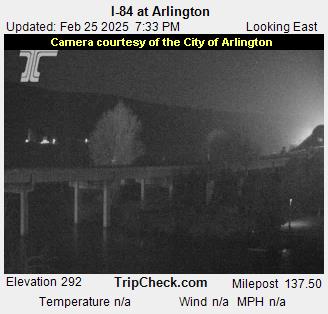 I-84 at Arlington
Updated: Feb 25 2025 7:33 PM Looking East
Camera courtesy of the City of Arlington
Elevation 292 TripCheck.com Milepost 137.50
Temperature n/a Wind n/a MPH n/a